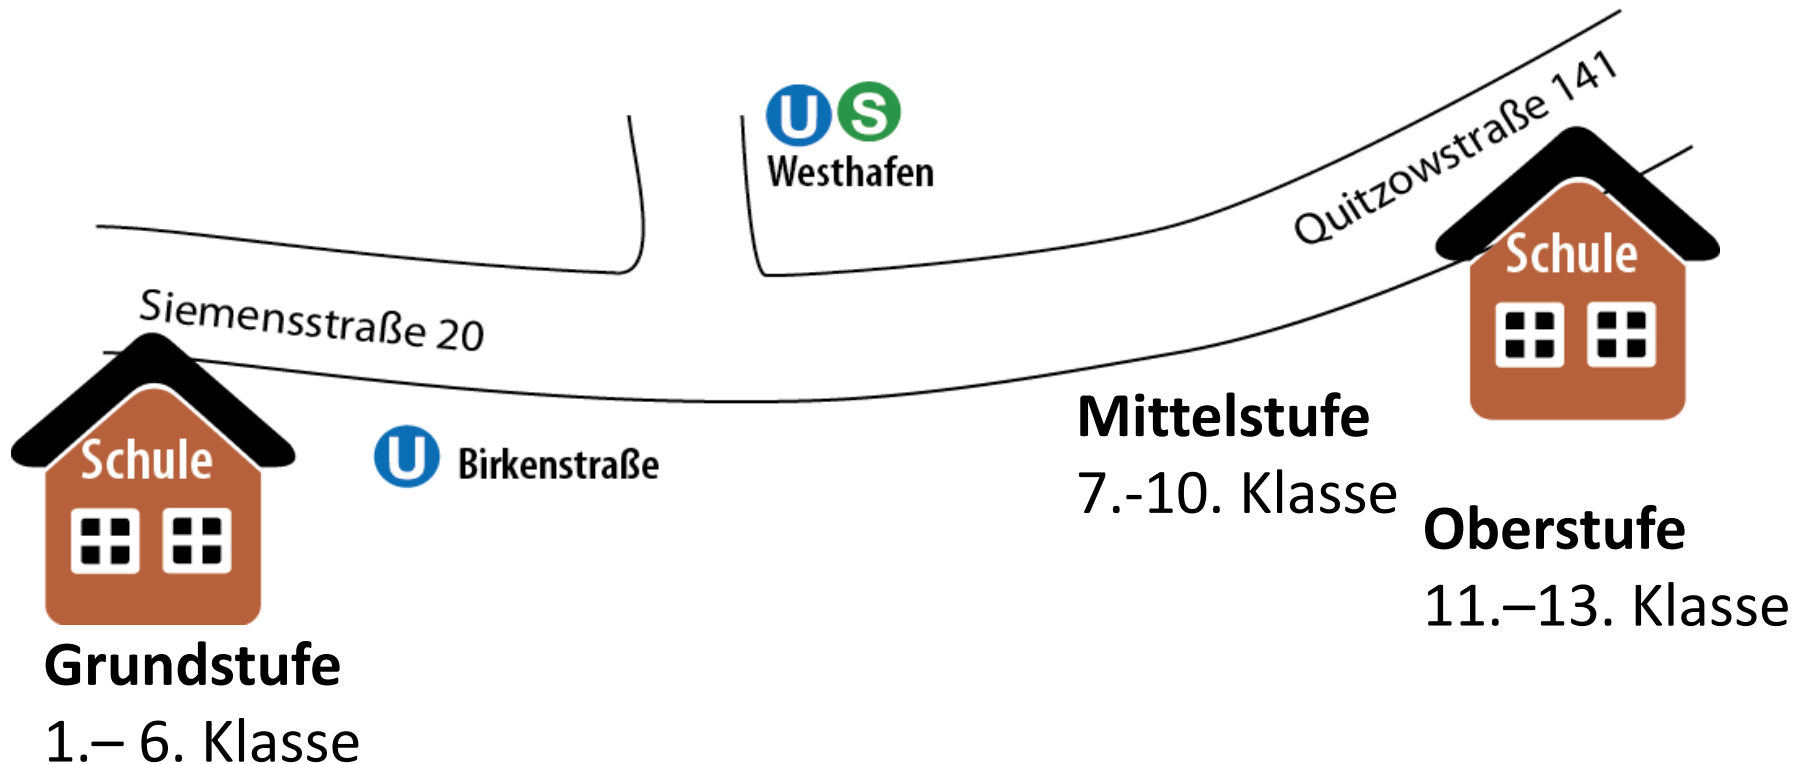 U S
Westhafen
Quitzowstraße 141
Schule
Siemensstraße 20
Schule
U Birkenstraße
Mittelstufe
7.-10. Klasse
Oberstufe
11.–13. Klasse
Grundstufe
1.– 6. Klasse